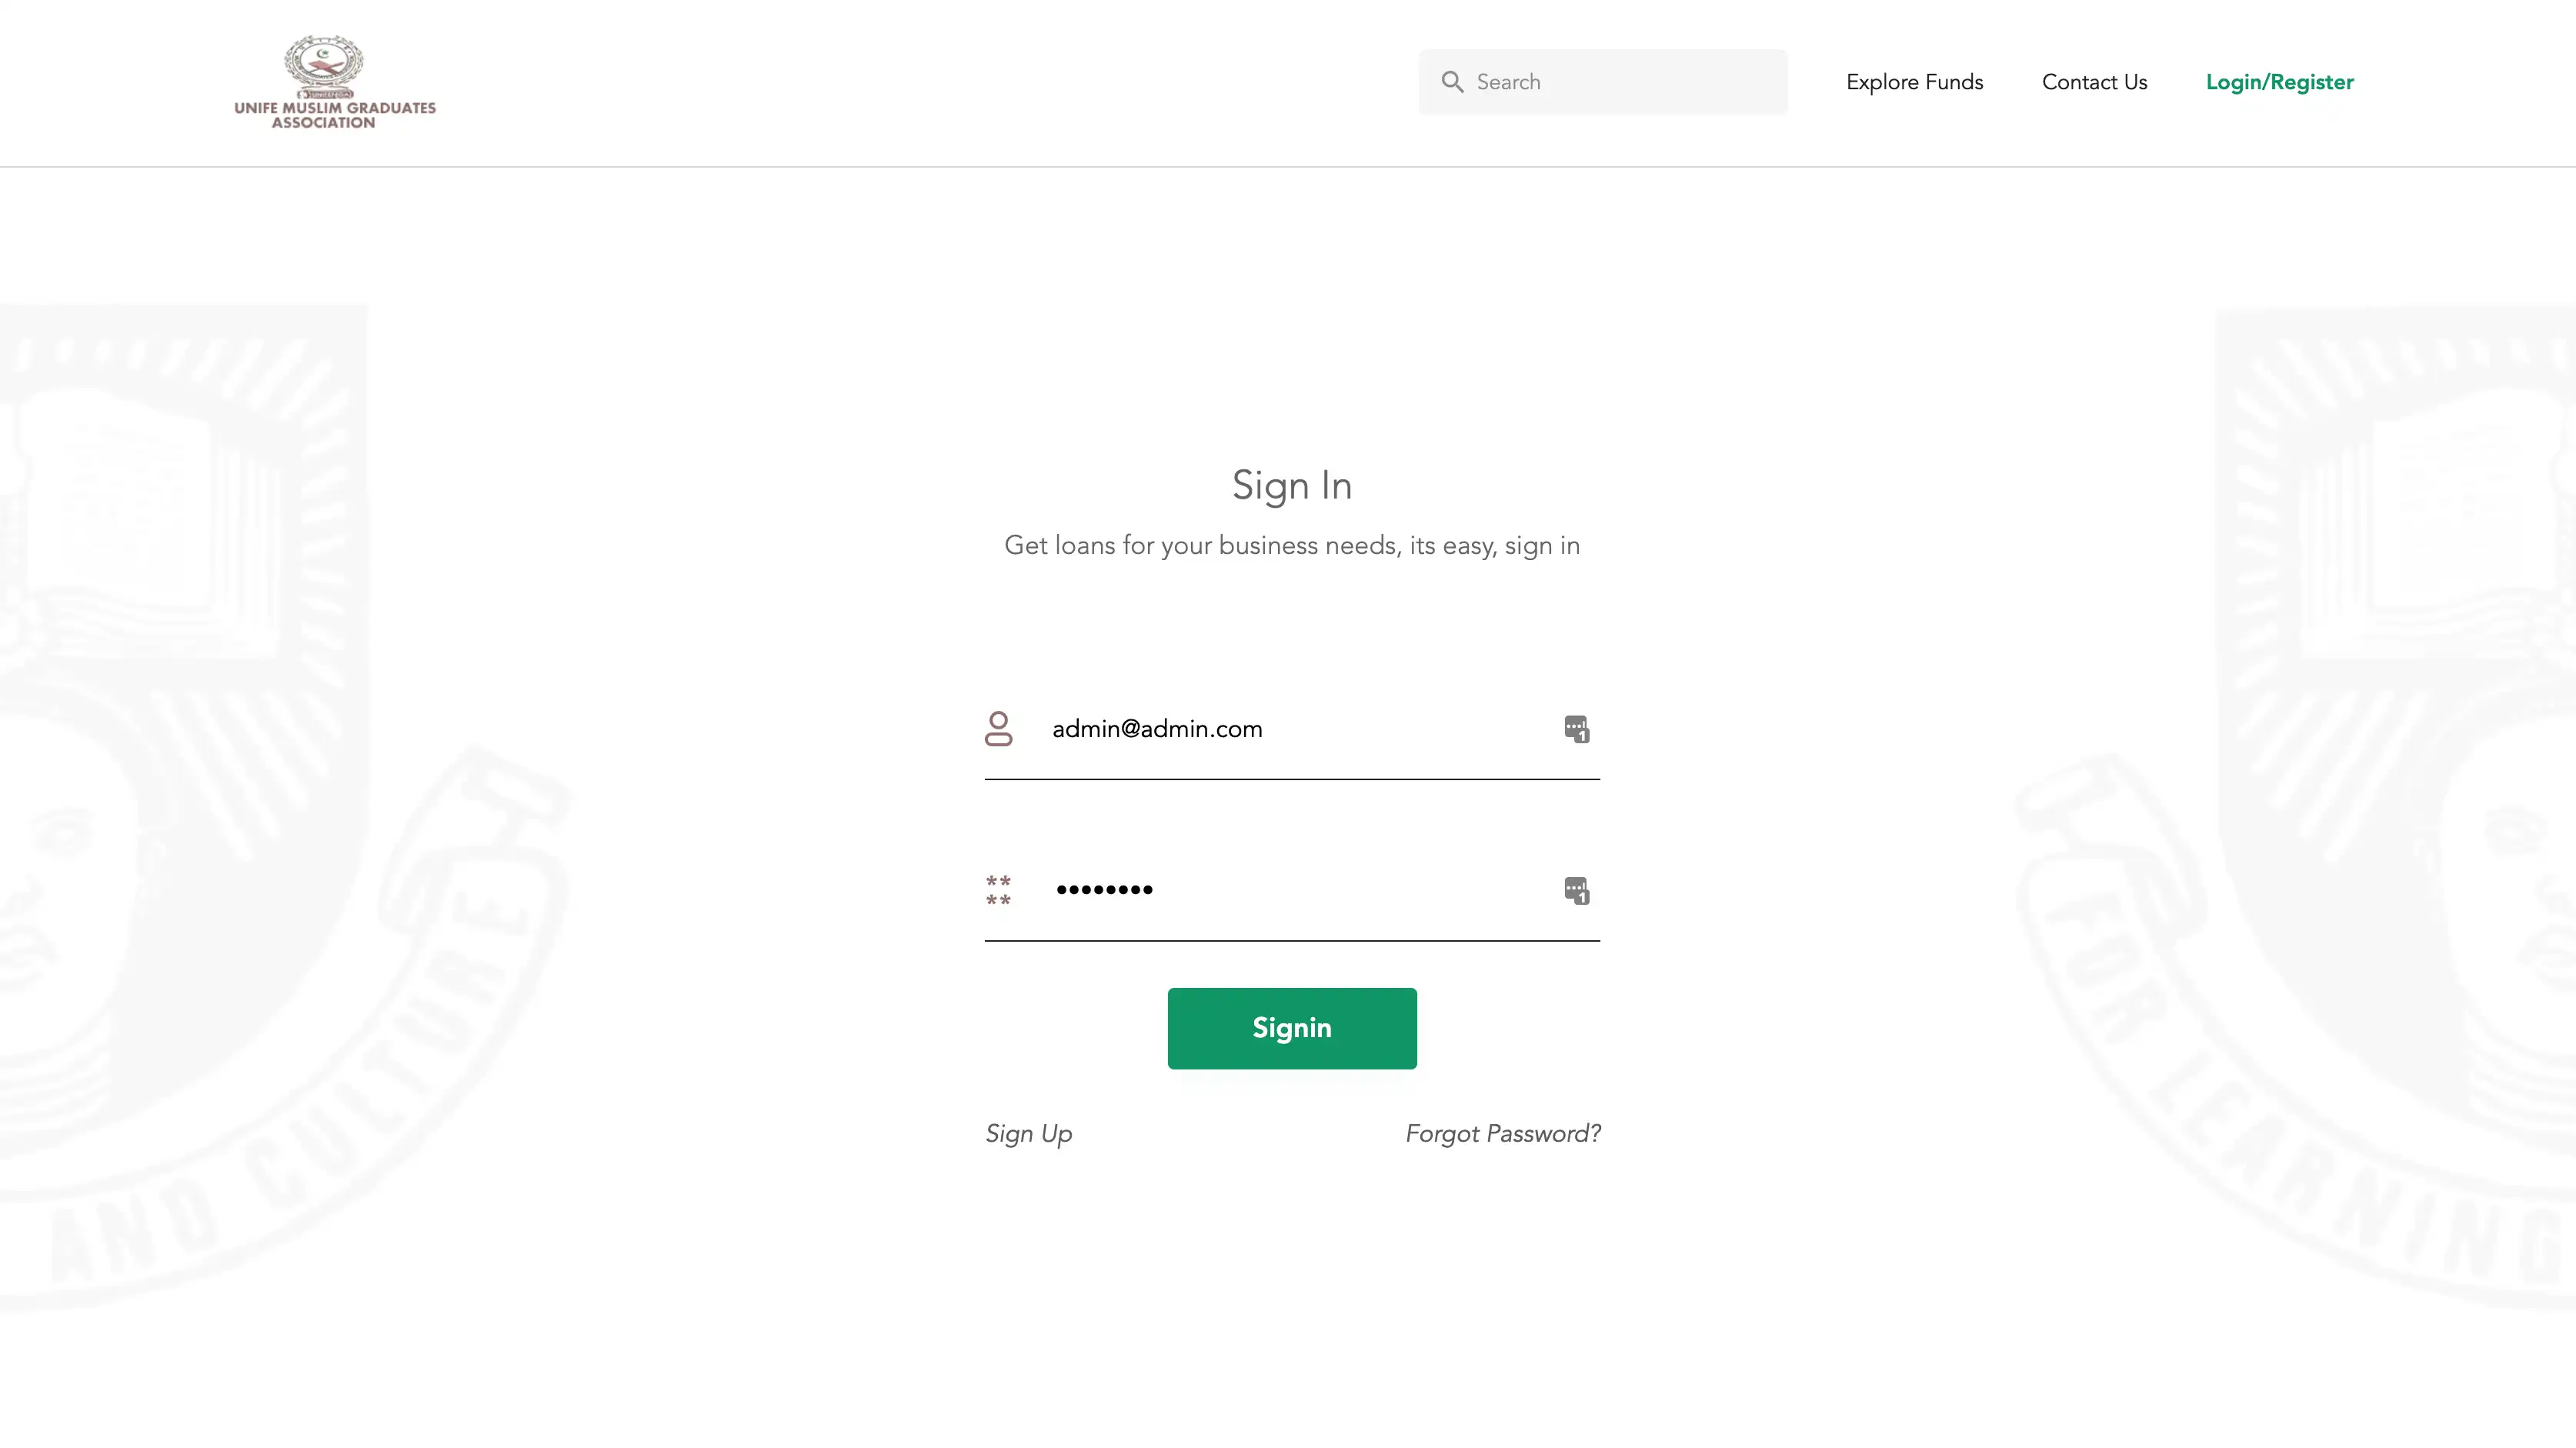 UNIFE MUSLIM GRADUATES
ASSOCIATION
Search
Explore Funds
Contact Us
Login/Register
Sign In
Get loans for your business needs, its easy, sign in
admin@admin.com
••••••••
Signin
Sign Up
Forgot Password?
AND CULTURE
FOR LEARNING